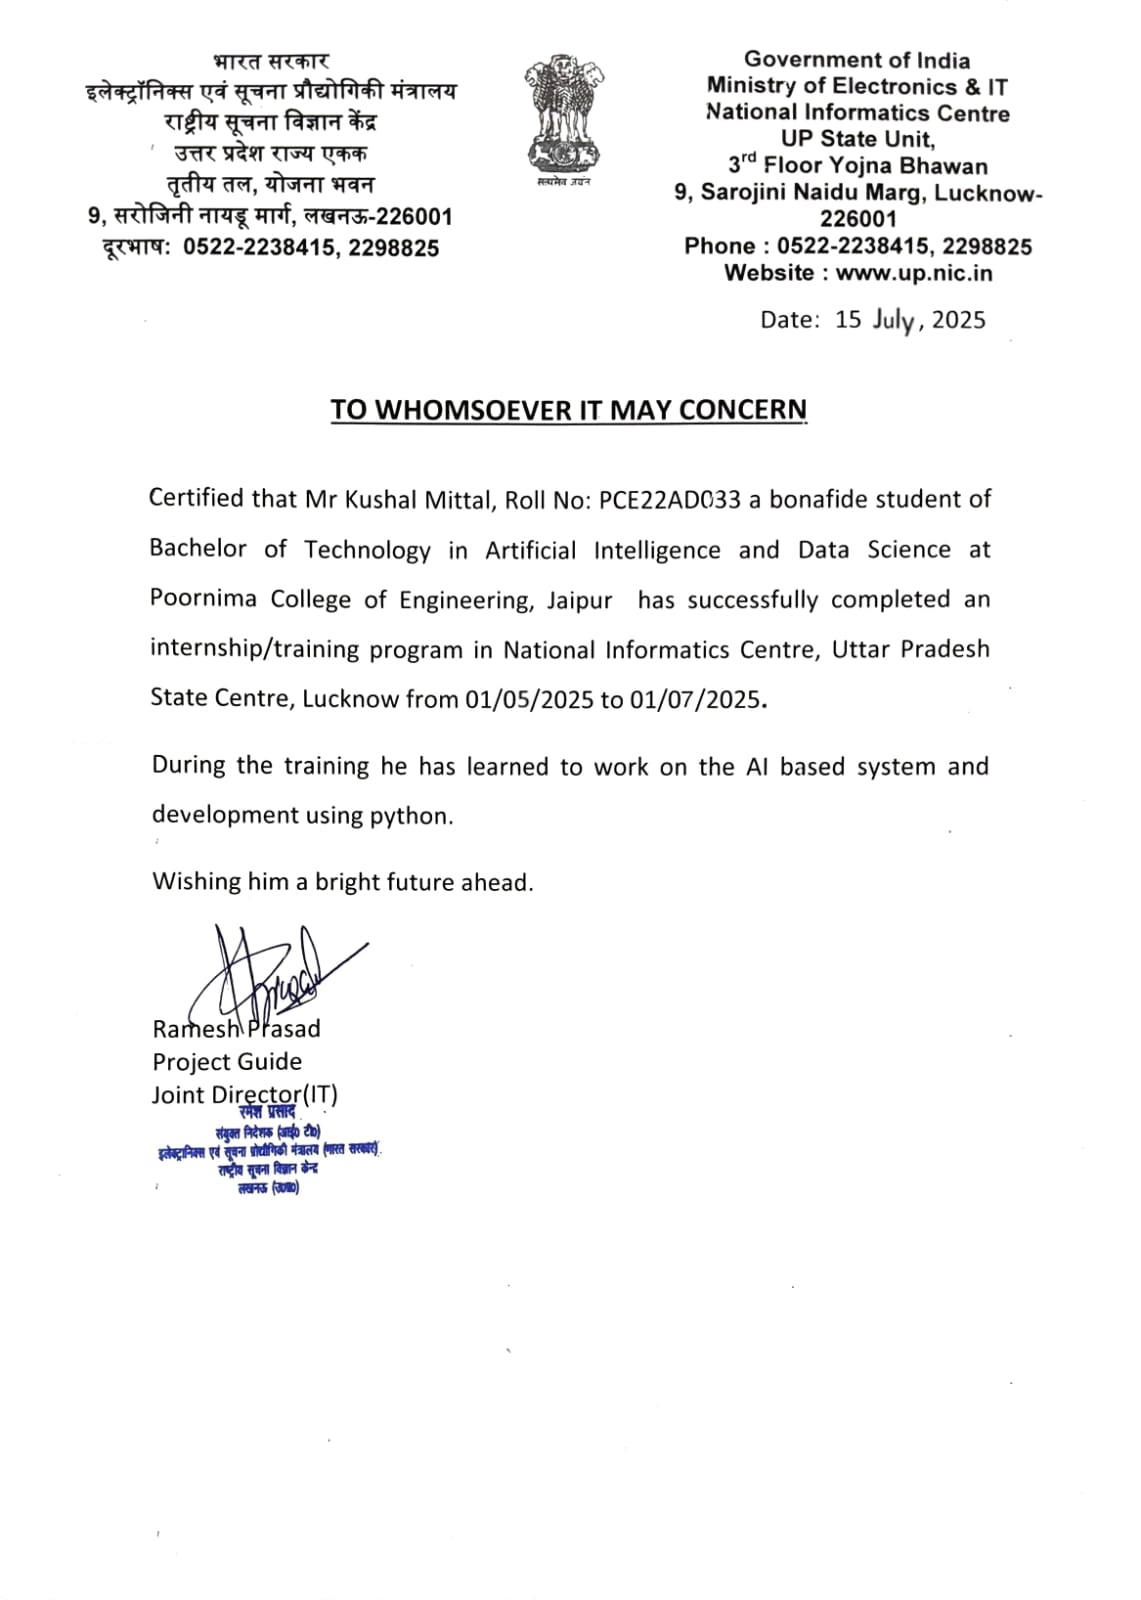 भारत सरकार
इलेक्ट्रॉनिक्स एवं सूचना प्रौद्योगिकी मंत्रालय
राष्ट्रीय सूचना विज्ञान केंद्र
उत्तर प्रदेश राज्य एकक
तृतीय तल, योजना भवन
9, सरोजिनी नायडू मार्ग, लखनऊ-226001
दूरभाष: 0522-2238415, 2298825
सत्यमेव जयते
Government of India
Ministry of Electronics & IT
National Informatics Centre
UP State Unit,
3rd Floor Yojna Bhawan
9, Sarojini Naidu Marg, Lucknow-
226001
Phone : 0522-2238415, 2298825
Website : www.up.nic.in
Date: 15 July, 2025
TO WHOMSOEVER IT MAY CONCERN
Certified that Mr Kushal Mittal, Roll No: PCE22AD033 a bonafide student of
Bachelor of Technology in Artificial Intelligence and Data Science at
Poornima College of Engineering, Jaipur has successfully completed an
internship/training program in National Informatics Centre, Uttar Pradesh
State Centre, Lucknow from 01/05/2025 to 01/07/2025.
During the training he has learned to work on the AI based system and
development using python.
Wishing him a bright future ahead.
Ramesh Prasad
Project Guide
Joint Director(IT)
रमेश प्रसाद
संयुक्त निदेशक (आई0 टी0)
इलेक्ट्रानिक्स एवं सूचना प्रौद्योगिकी मंत्रालय (भारत सरकार)
राष्ट्रीय सूचना विज्ञान केन्द्र
लखनऊ (उ0प्र0)